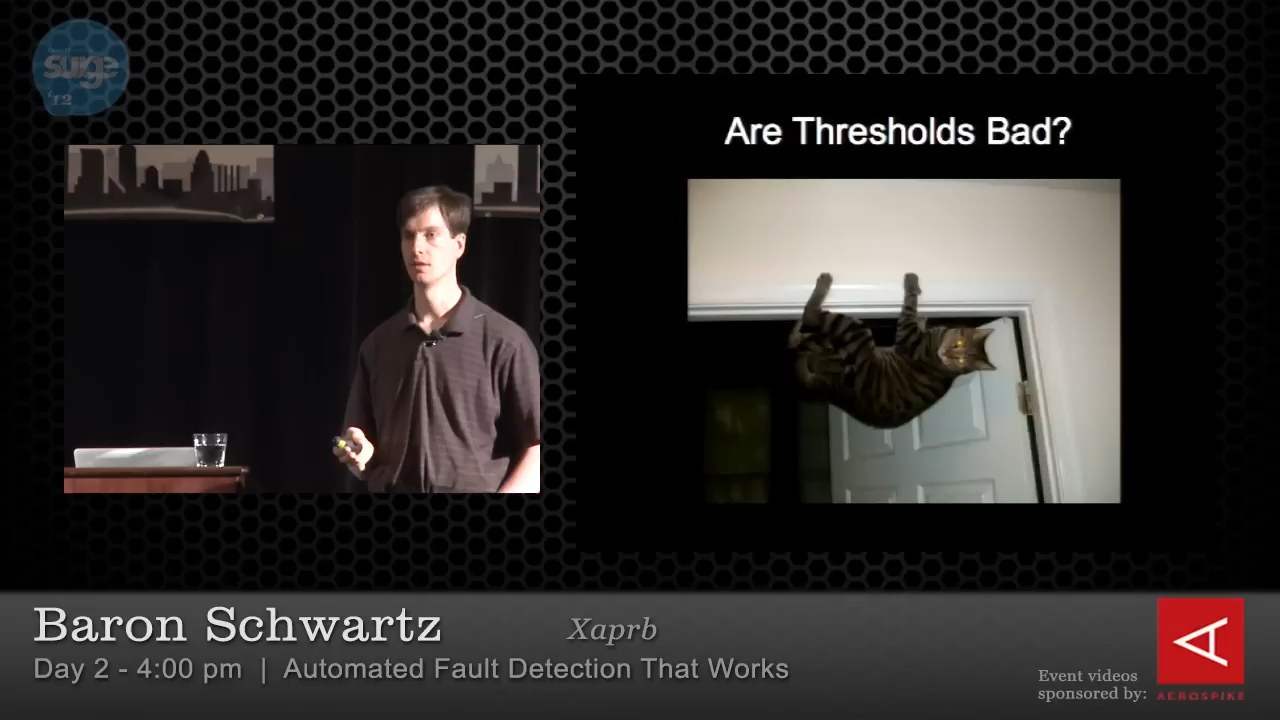 surge
'12
Are Thresholds Bad?
Baron Schwartz
Xaprb
Day 2 - 4:00 pm | Automated Fault Detection That Works
Event videos
sponsored by:
AEROSPIKE